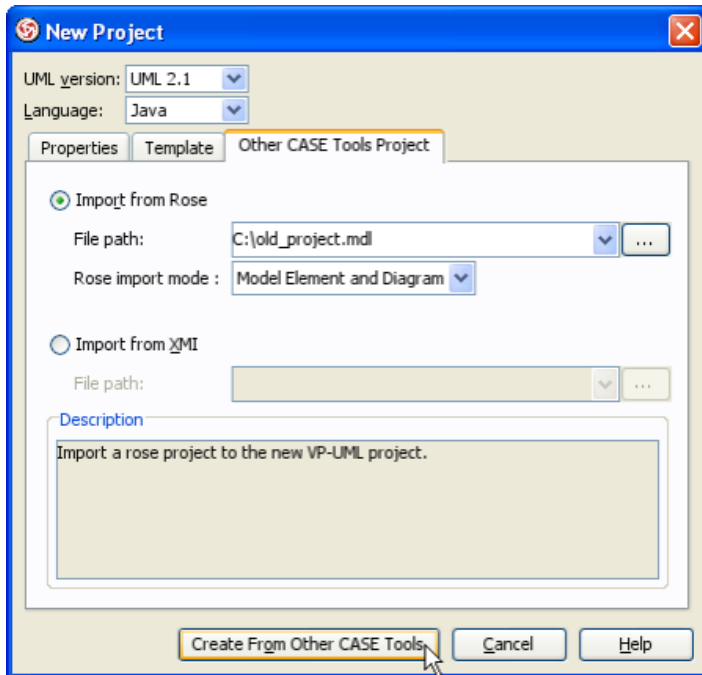 New Project
UML version: UML 2.1
Language: Java
Properties Template Other CASE Tools Project
Import from Rose
File path: C:\old_project.mdl ...
Rose import mode : Model Element and Diagram
Import from XMI
File path: ...
Description
Import a rose project to the new VP-UML project.
Create From Other CASE Tools Cancel Help